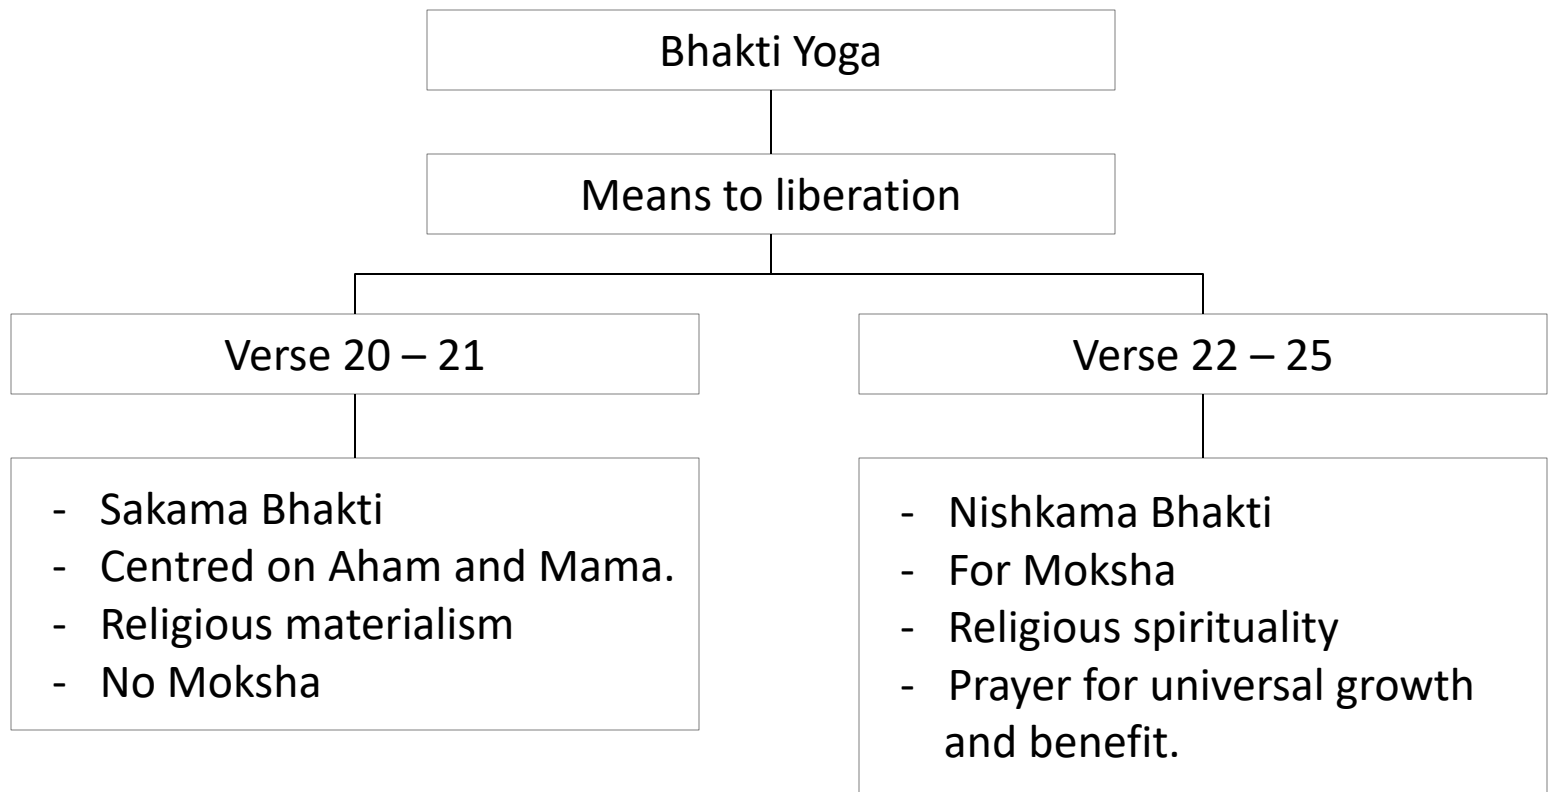 Bhakti Yoga
Means to liberation
Verse 20 – 21
- Sakama Bhakti
- Centred on Aham and Mama.
- Religious materialism
- No Moksha
Verse 22 – 25
- Nishkama Bhakti
- For Moksha
- Religious spirituality
- Prayer for universal growth
and benefit.